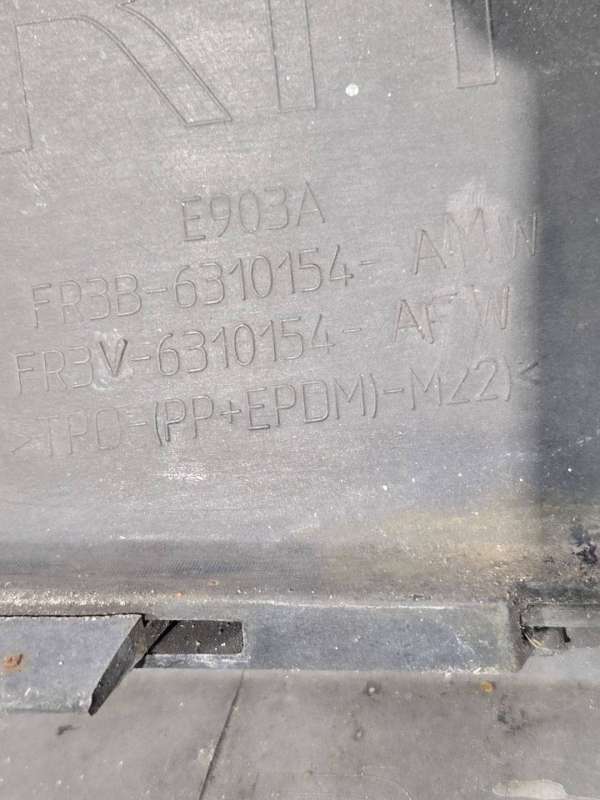 E903A
FR3B-6310154- AMW
FR3V-6310154- AFW
>TPO-(PP+EPDM)-M22)<